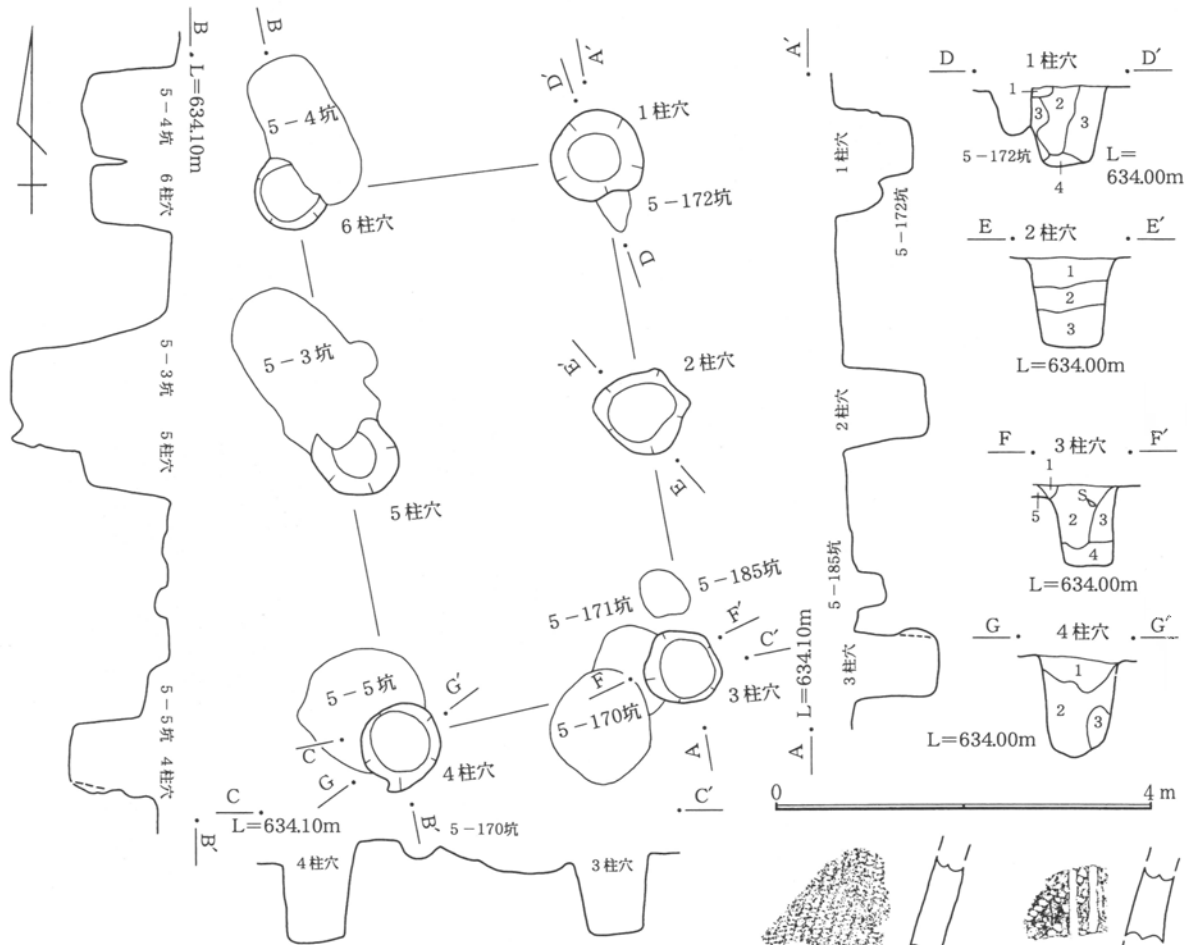 B
L=634.10m
5-4坑
6柱穴
5-3坑
5柱穴
5-5坑
4柱穴
B′
B
5-4坑
6柱穴
D′
A′
1柱穴
5-172坑
D
5-3坑
5柱穴
E′
2柱穴
E
5-185坑
5-171坑
F′
C′
F
3柱穴
5-170坑
A
5-5坑
G′
C
G
4柱穴
B′
C
L=634.10m
5-170坑
C′
4柱穴
3柱穴
A′
1柱穴
5-172坑
2柱穴
5-185坑
3柱穴
L=634.10m
A
D
1柱穴
D′
1
2
3
3
4
5-172坑
L=
634.00m
E
2柱穴
E′
1
2
3
L=634.00m
F
3柱穴
F′
1
S
5
2
3
4
L=634.00m
G
4柱穴
G′
1
2
3
L=634.00m
0
4m